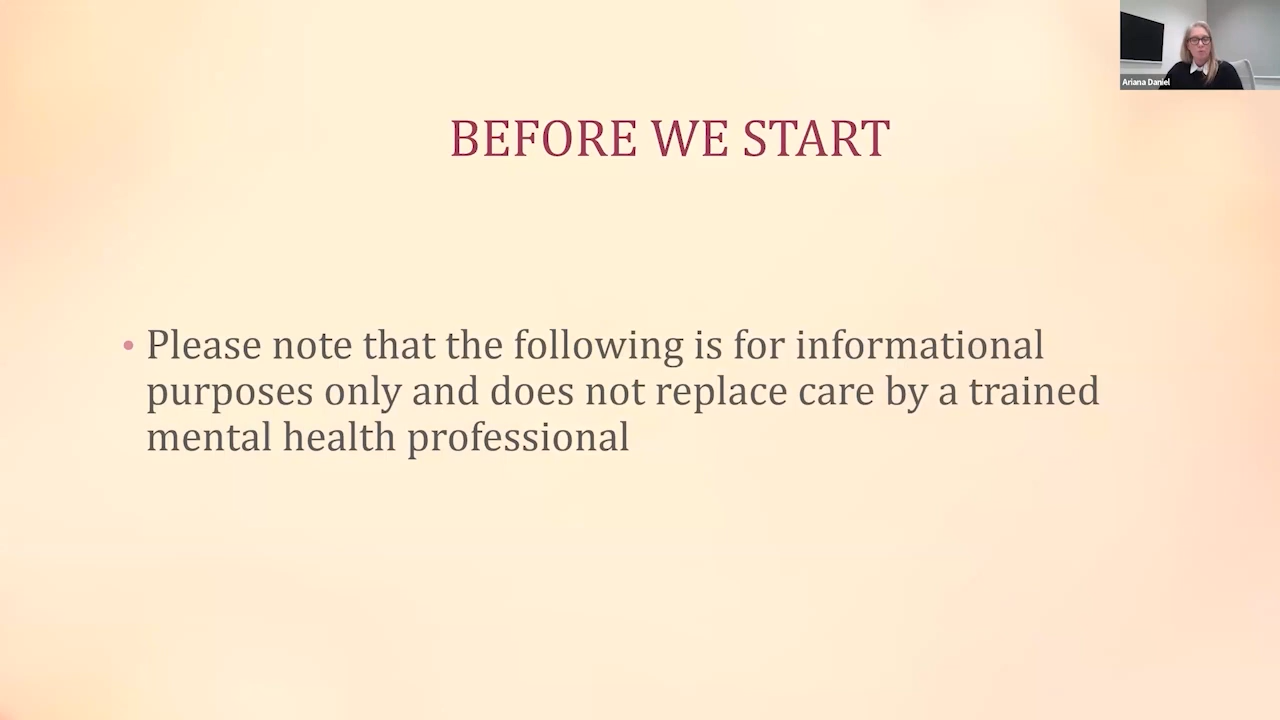 Ariana Daniel
BEFORE WE START
• Please note that the following is for informational
purposes only and does not replace care by a trained
mental health professional